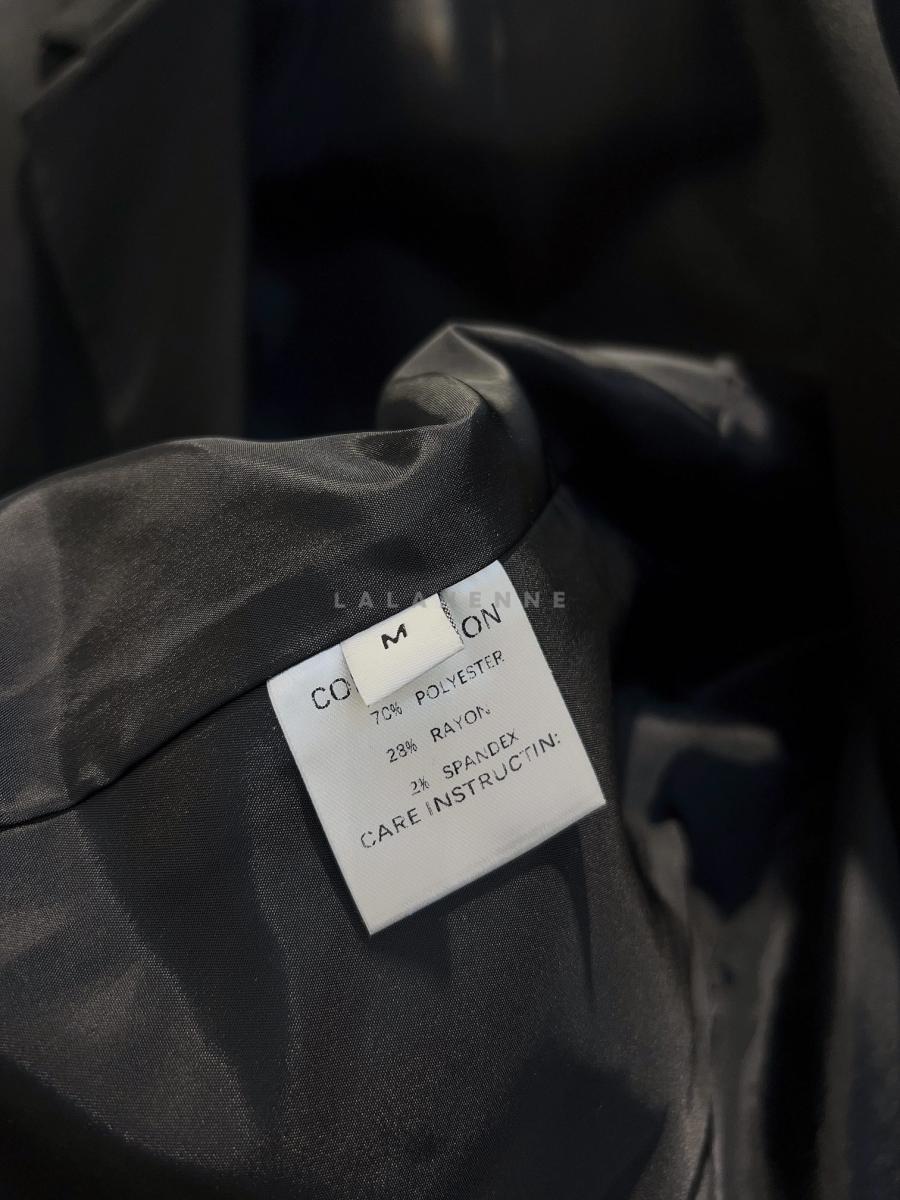 M
CO ON
70% POLYESTER
28% RAYON
2% SPANDEX
CARE INSTRUCTIN: